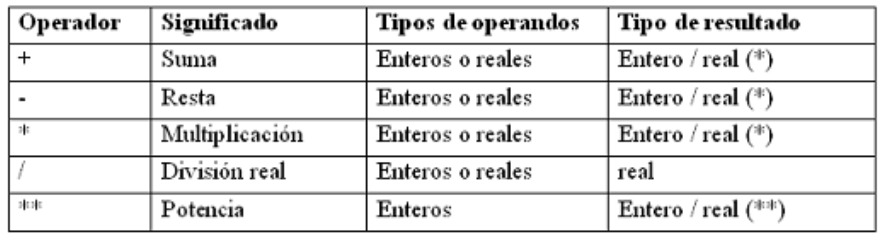 Operador Significado Tipos de operandos Tipo de resultado
+ Suma Enteros o reales Entero / real (*)
- Resta Enteros o reales Entero / real (*)
* Multiplicación Enteros o reales Entero / real (*)
/ División real Enteros o reales real
** Potencia Enteros Entero / real (**)